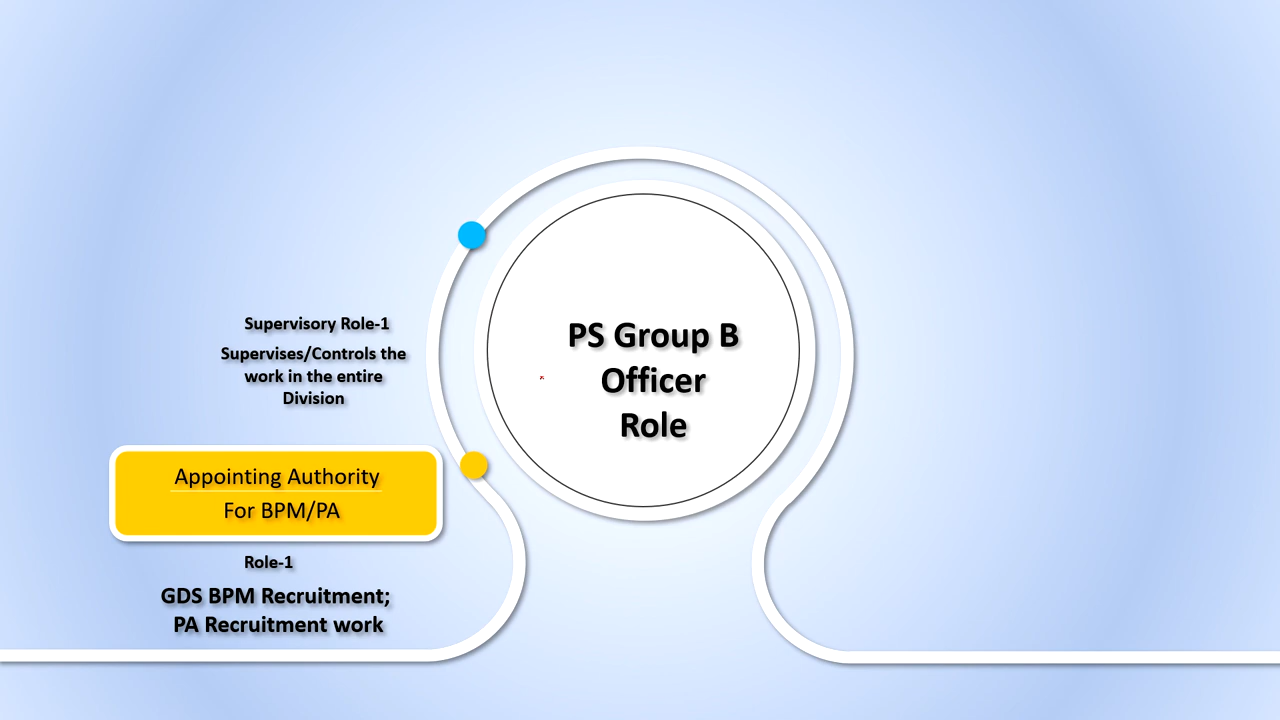 Supervisory Role-1
Supervises/Controls the
work in the entire
Division
Appointing Authority
For BPM/PA
Role-1
GDS BPM Recruitment;
PA Recruitment work
PS Group B
Officer
Role